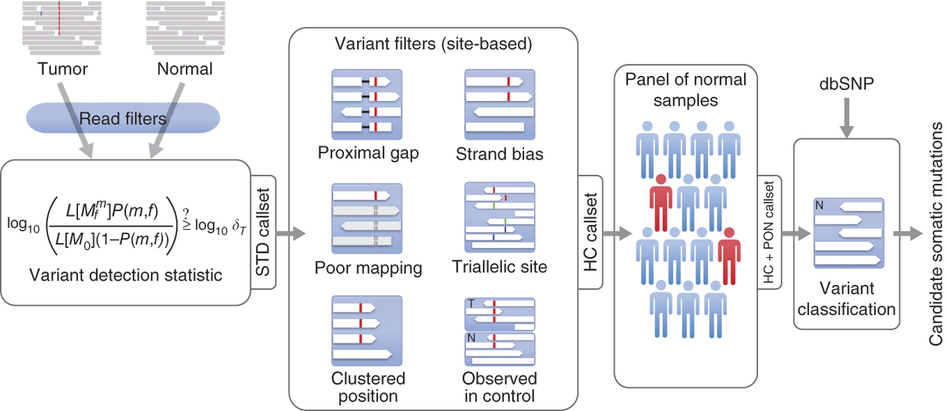 Tumor
Normal
Read filters
log10 (L[M_f^m]P(m,f) / L[M_0](1−P(m,f))) ≥? log10 δ_T
Variant detection statistic
STD callset
Variant filters (site-based)
Proximal gap
Strand bias
Poor mapping
Triallelic site
Clustered
position
T
N
Observed
in control
HC callset
Panel of normal
samples
HC + PON callset
dbSNP
N
Variant
classification
Candidate somatic mutations